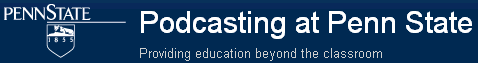 PENNSTATE
1855
Podcasting at Penn State
Providing education beyond the classroom